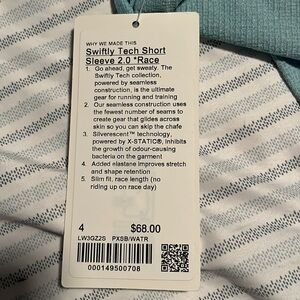 WHY WE MADE THIS
Swiftly Tech Short
Sleeve 2.0 *Race
1. Go ahead, get sweaty. The
Swiftly Tech collection,
powered by seamless
construction, is the ultimate
gear for running and training
2. Our seamless construction uses
the fewest number of seams to
create gear that glides across
skin so you can skip the chafe
3. Silverescent™ technology,
powered by X-STATIC®, inhibits
the growth of odour-causing
bacteria on the garment
4. Added elastane improves stretch
and shape retention
5. Slim fit, race length (no
riding up on race day)
4 $68.00
LW3GZ2S PXSB/WATR
000149500708